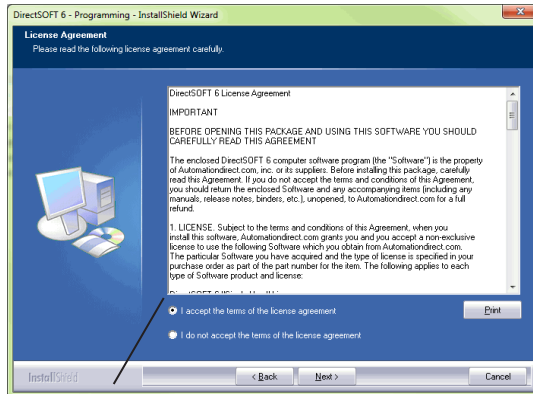 DirectSOFT 6 - Programming - InstallShield Wizard
License Agreement
Please read the following license agreement carefully.
DirectSOFT 6 License Agreement
IMPORTANT
BEFORE OPENING THIS PACKAGE AND USING THIS SOFTWARE YOU SHOULD
CAREFULLY READ THIS AGREEMENT
The enclosed DirectSOFT 6 computer software program (the "Software") is the property
of Automationdirect.com, inc. or its suppliers. Before installing this package, carefully
read this Agreement. If you do not accept the terms and conditions of this Agreement,
you should return the enclosed Software and any accompanying items (including any
manuals, release notes, binders, etc.), unopened, to Automationdirect.com for a full
refund.
1. LICENSE. Subject to the terms and conditions of this Agreement, when you
install this software, Automationdirect.com grants you and you accept a non-exclusive
license to use the following Software which you obtain from Automationdirect.com.
The particular Software you have acquired and the type of license is specified in your
purchase order as part of the part number for the item. The following applies to each
type of Software product and license:
I accept the terms of the license agreement
Print
I do not accept the terms of the license agreement
InstallShield
< Back
Next >
Cancel